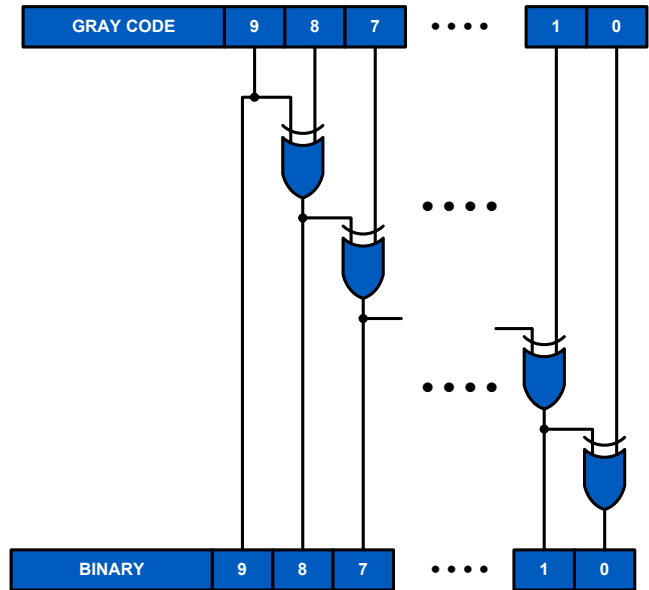 GRAY CODE 9 8 7 •••• 1 0
BINARY 9 8 7 •••• 1 0